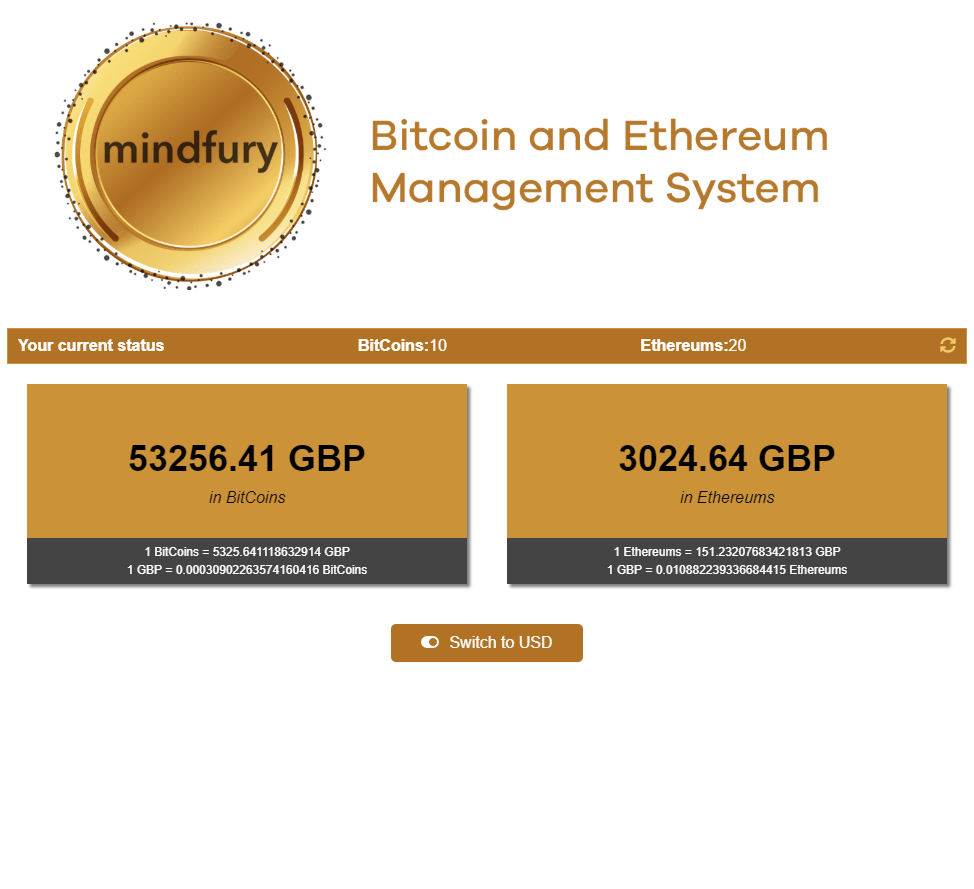 mindfury
Bitcoin and Ethereum
Management System
Your current status BitCoins:10 Ethereums:20
53256.41 GBP
in BitCoins
1 BitCoins = 5325.641118632914 GBP
1 GBP = 0.00030902263574160416 BitCoins
3024.64 GBP
in Ethereums
1 Ethereums = 151.23207683421813 GBP
1 GBP = 0.010882239336684415 Ethereums
Switch to USD